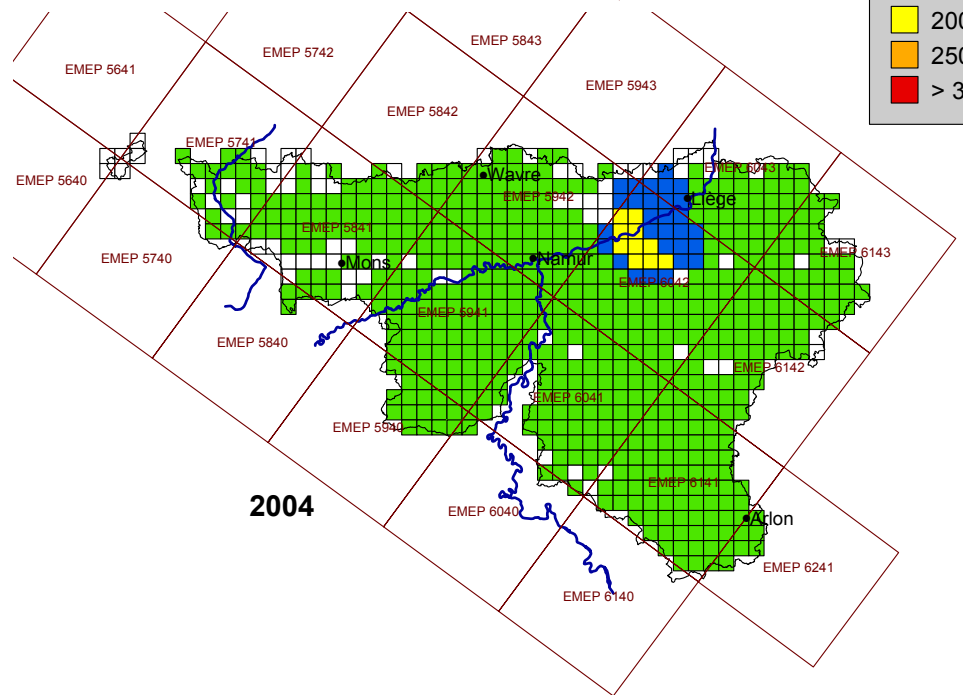 200
250
> 3
EMEP 5843
EMEP 5742
EMEP 5641
EMEP 5943
EMEP 5842
EMEP 5741
EMEP 6043
Wavre
EMEP 5640
EMEP 5942
Liège
EMEP 5841
EMEP 6143
EMEP 5740
Mons
Namur
EMEP 6042
EMEP 5941
EMEP 5840
EMEP 6142
EMEP 6041
EMEP 5940
EMEP 6141
2004
EMEP 6040
Arlon
EMEP 6241
EMEP 6140